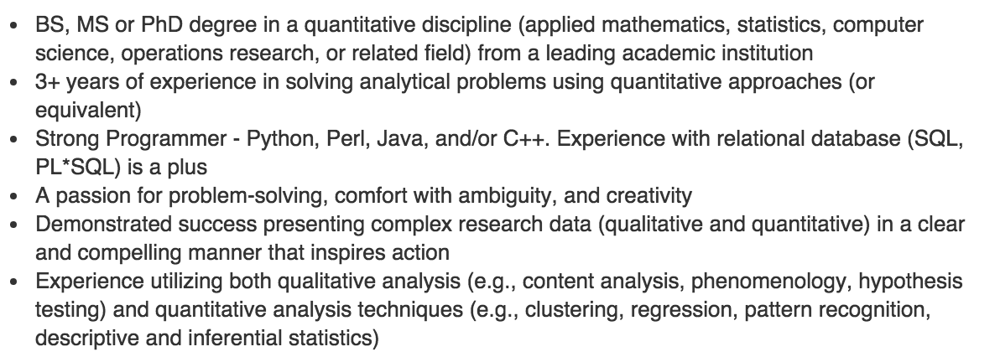 • BS, MS or PhD degree in a quantitative discipline (applied mathematics, statistics, computer
science, operations research, or related field) from a leading academic institution
• 3+ years of experience in solving analytical problems using quantitative approaches (or
equivalent)
• Strong Programmer - Python, Perl, Java, and/or C++. Experience with relational database (SQL,
PL*SQL) is a plus
• A passion for problem-solving, comfort with ambiguity, and creativity
• Demonstrated success presenting complex research data (qualitative and quantitative) in a clear
and compelling manner that inspires action
• Experience utilizing both qualitative analysis (e.g., content analysis, phenomenology, hypothesis
testing) and quantitative analysis techniques (e.g., clustering, regression, pattern recognition,
descriptive and inferential statistics)